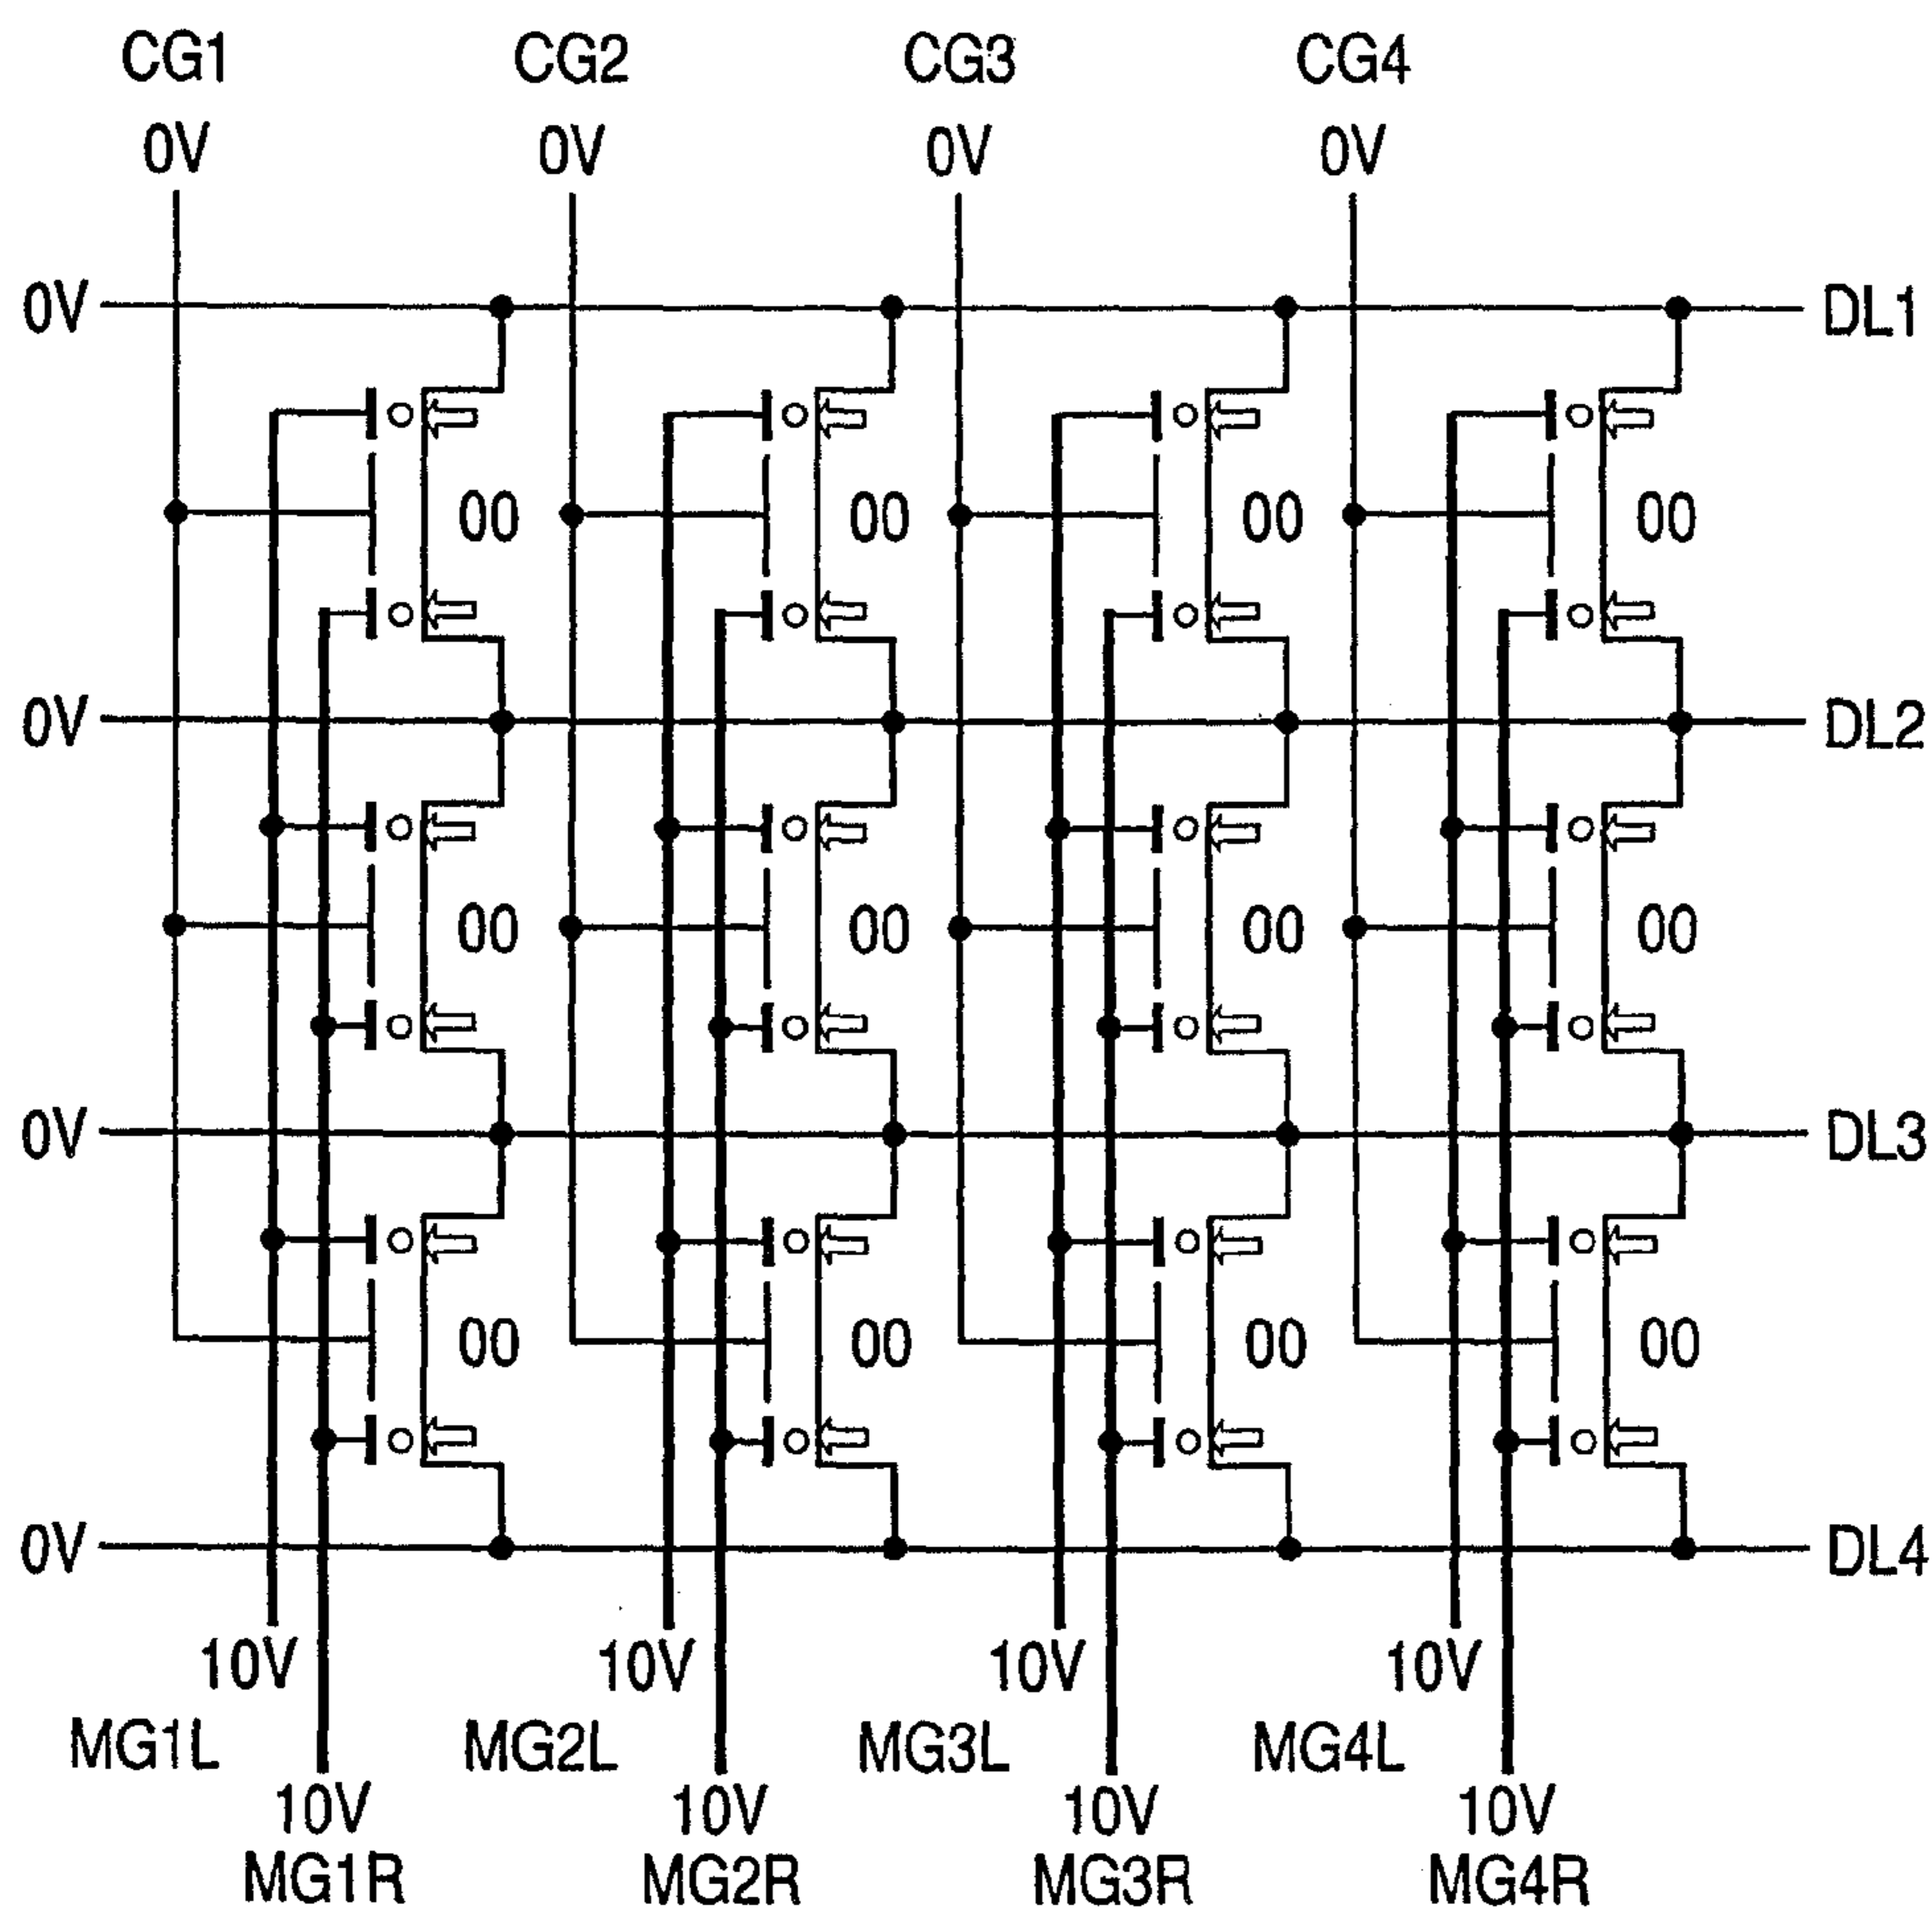 CG1 CG2 CG3 CG4
0V 0V 0V 0V
0V DL1
00 00 00 00
0V DL2
00 00 00 00
0V DL3
00 00 00 00
0V DL4
10V 10V 10V 10V
MG1L MG2L MG3L MG4L
10V 10V 10V 10V
MG1R MG2R MG3R MG4R